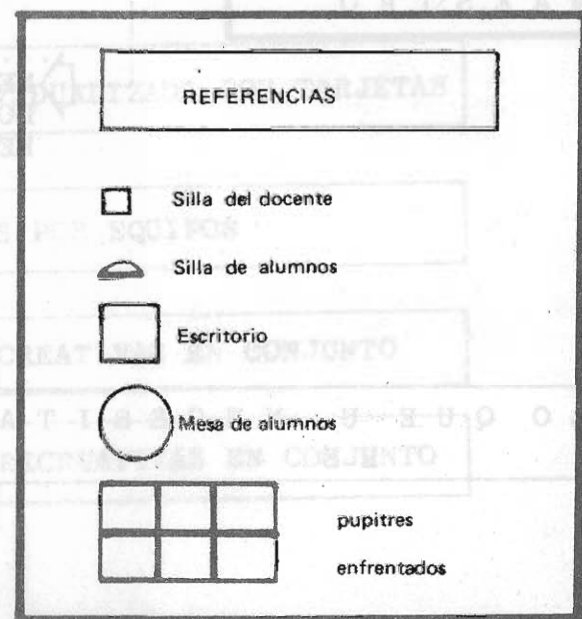 REFERENCIAS
Silla del docente
Silla de alumnos
Escritorio
Mesa de alumnos
pupitres
enfrentados